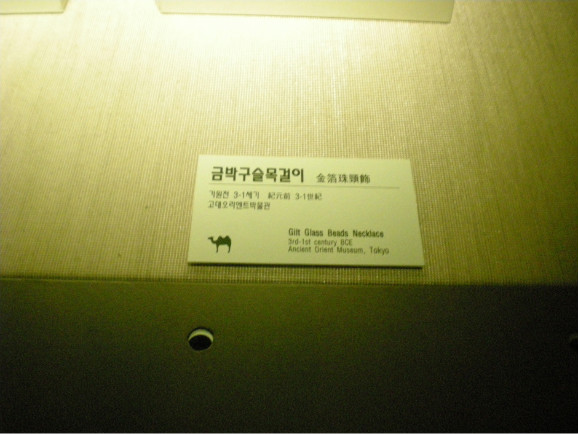 금박구슬목걸이 金箔珠頸飾
기원전 3-1세기 紀元前 3-1世紀
고대오리엔트박물관
Gilt Glass Beads Necklace
3rd-1st century BCE
Ancient Orient Museum, Tokyo